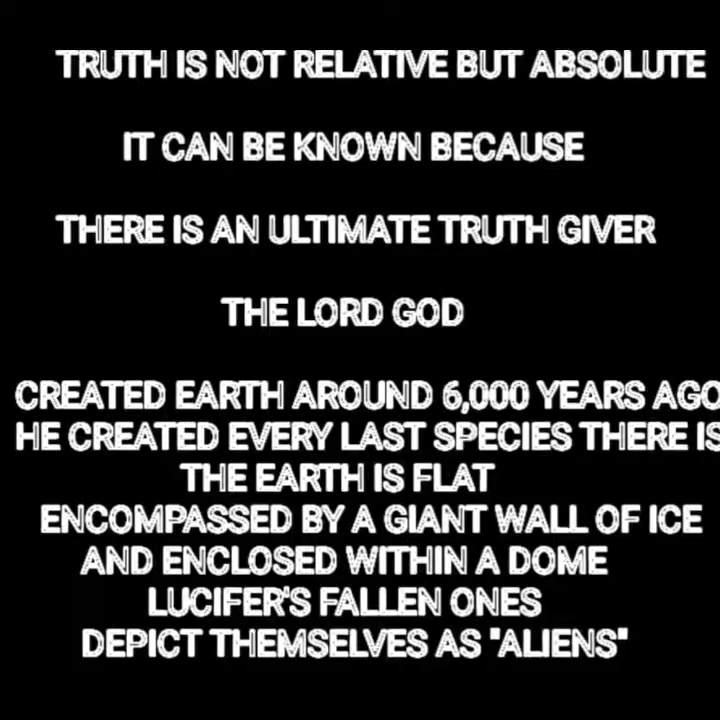 TRUTH IS NOT RELATIVE BUT ABSOLUTE
IT CAN BE KNOWN BECAUSE
THERE IS AN ULTIMATE TRUTH GIVER
THE LORD GOD
CREATED EARTH AROUND 6,000 YEARS AGO
HE CREATED EVERY LAST SPECIES THERE IS
THE EARTH IS FLAT
ENCOMPASSED BY A GIANT WALL OF ICE
AND ENCLOSED WITHIN A DOME
LUCIFER'S FALLEN ONES
DEPICT THEMSELVES AS "ALIENS"